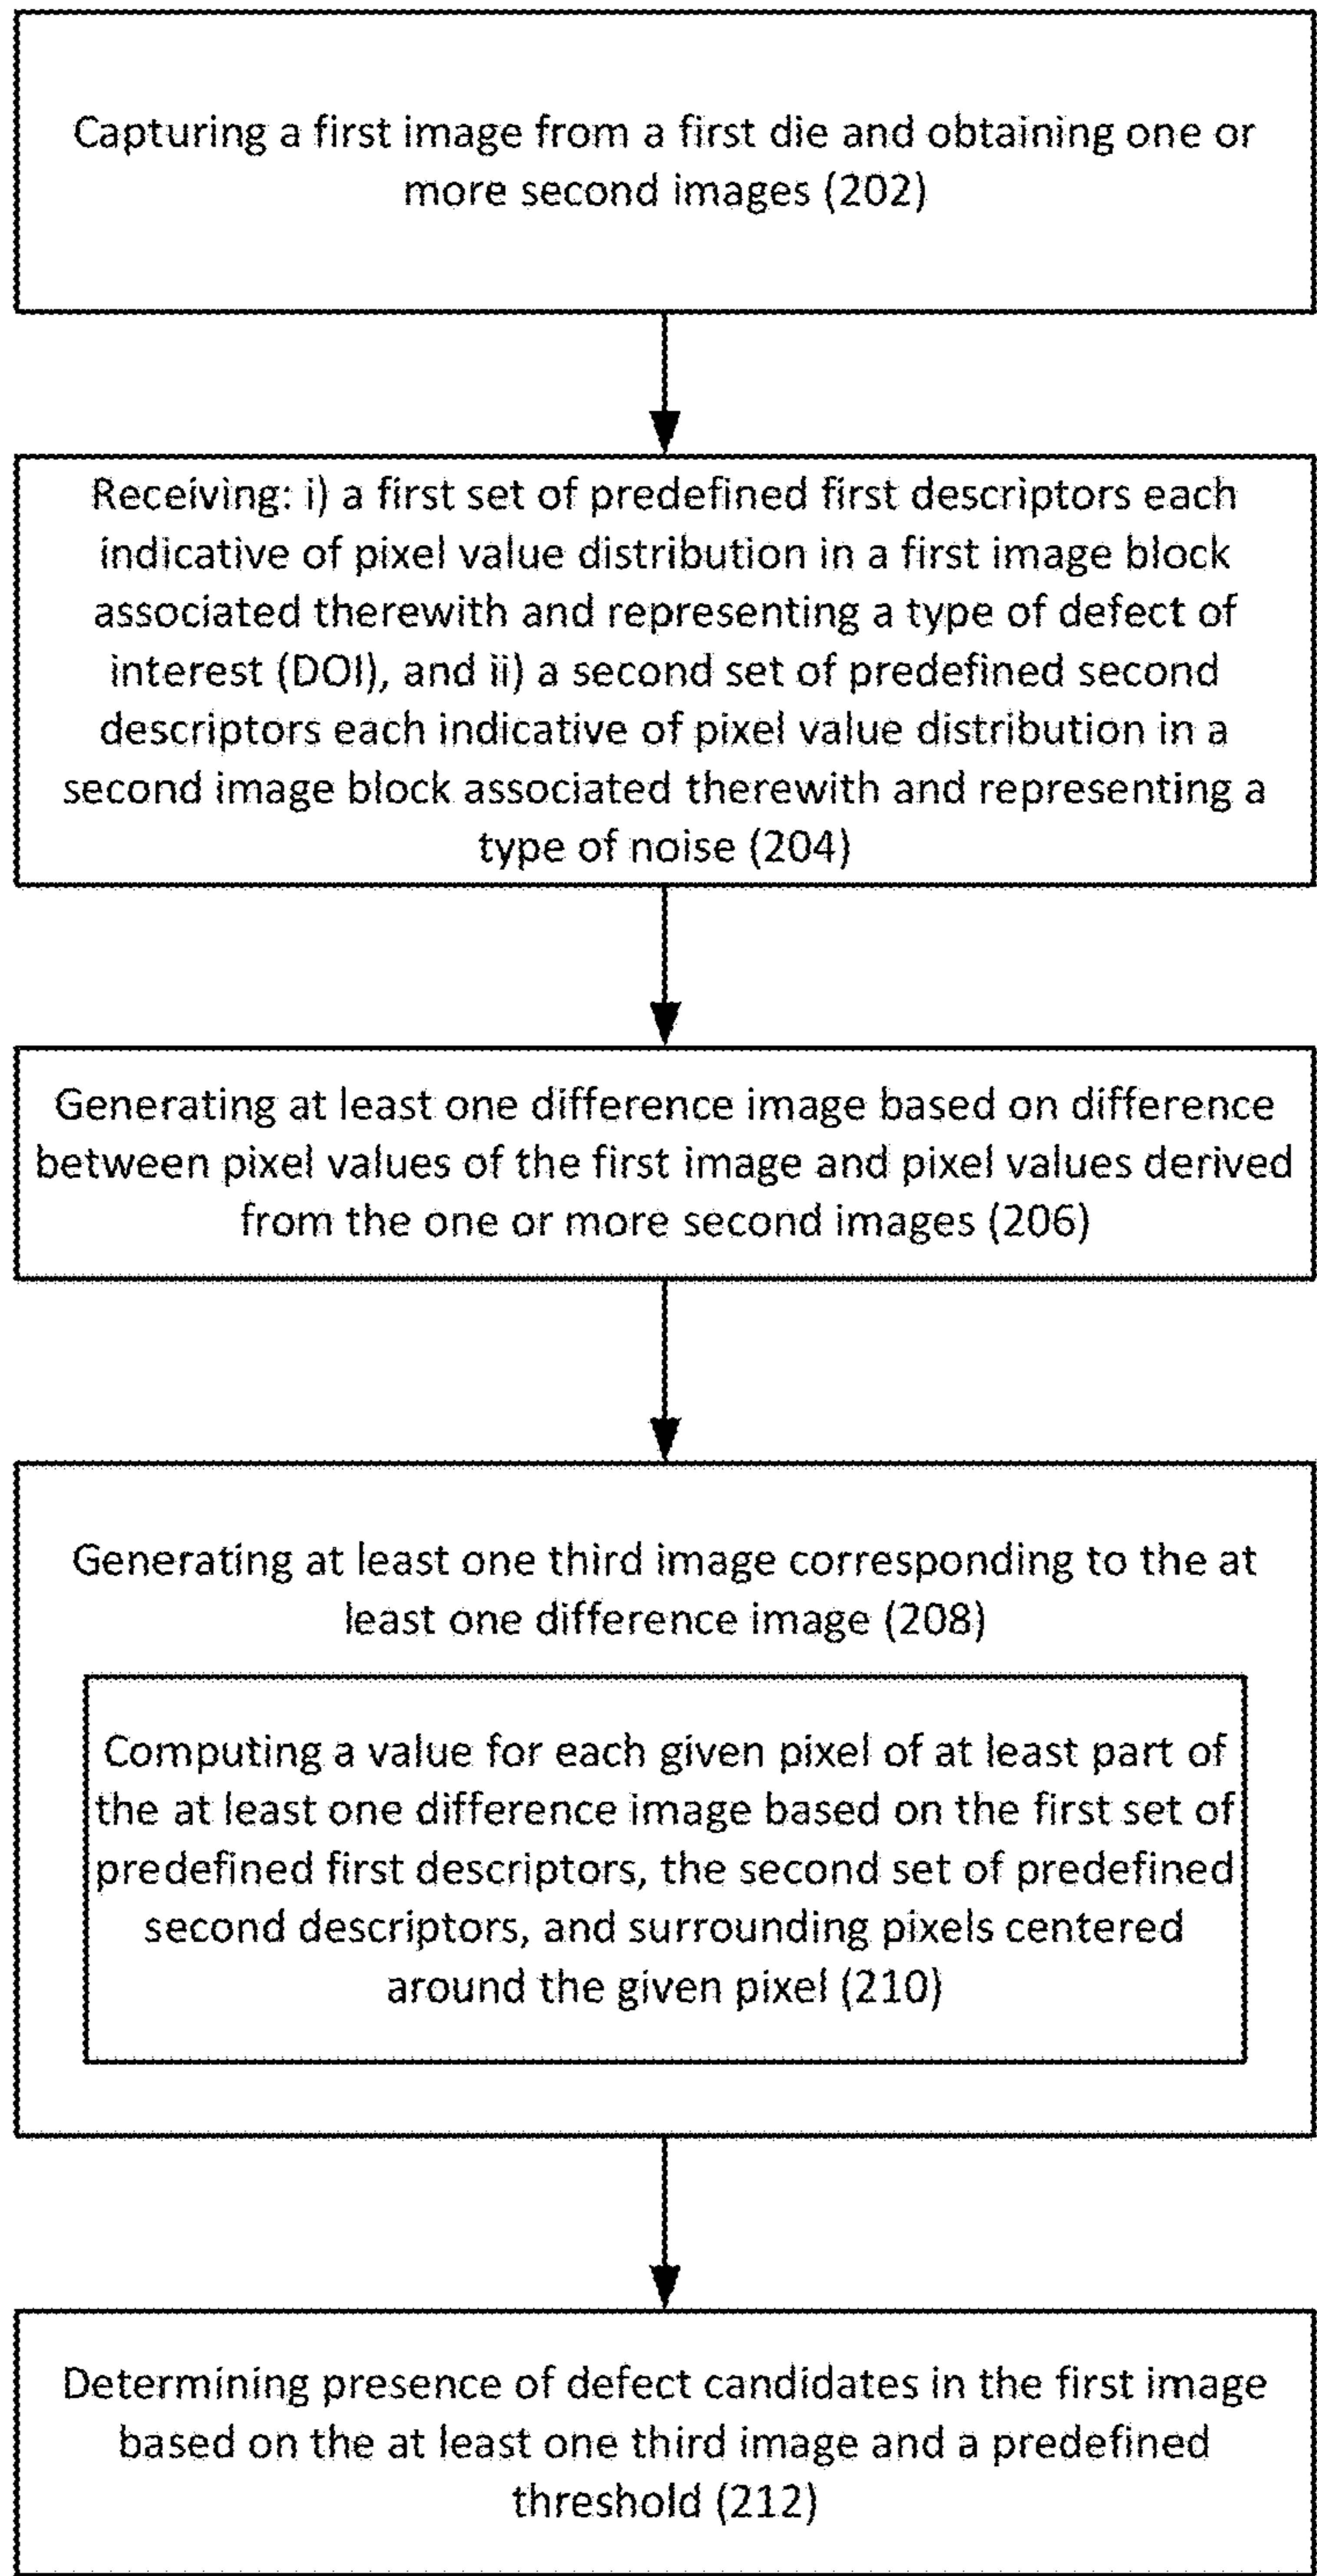 Capturing a first image from a first die and obtaining one or
more second images (202)
Receiving: i) a first set of predefined first descriptors each
indicative of pixel value distribution in a first image block
associated therewith and representing a type of defect of
interest (DOI), and ii) a second set of predefined second
descriptors each indicative of pixel value distribution in a
second image block associated therewith and representing a
type of noise (204)
Generating at least one difference image based on difference
between pixel values of the first image and pixel values derived
from the one or more second images (206)
Generating at least one third image corresponding to the at
least one difference image (208)
Computing a value for each given pixel of at least part of
the at least one difference image based on the first set of
predefined first descriptors, the second set of predefined
second descriptors, and surrounding pixels centered
around the given pixel (210)
Determining presence of defect candidates in the first image
based on the at least one third image and a predefined
threshold (212)